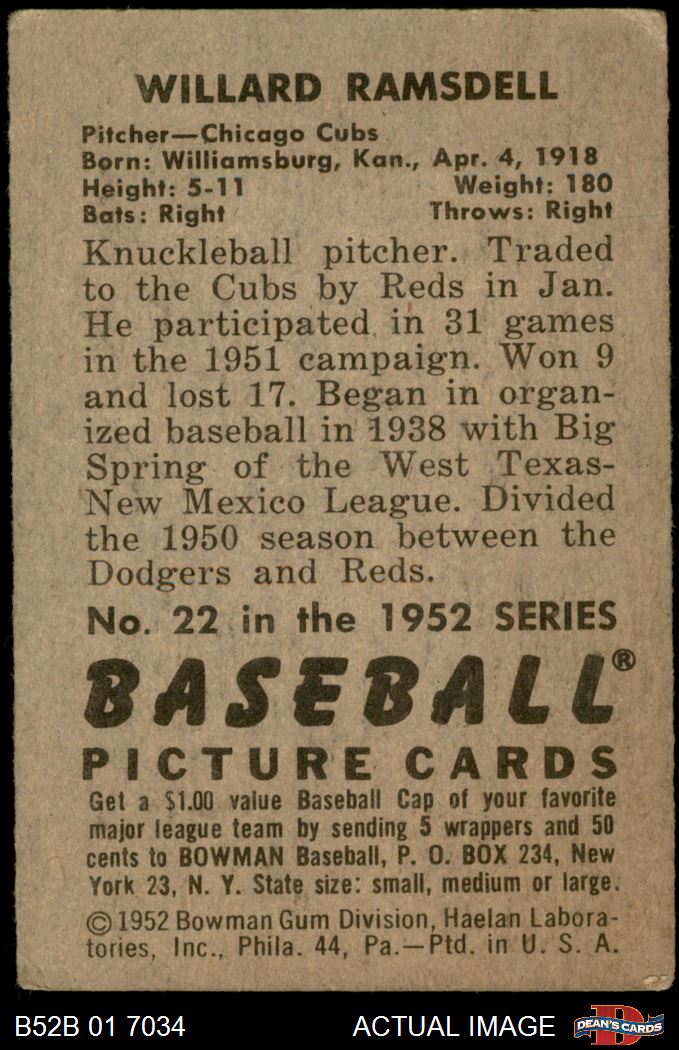 WILLARD RAMSDELL
Pitcher—Chicago Cubs
Born: Williamsburg, Kan., Apr. 4, 1918
Height: 5-11 Weight: 180
Bats: Right Throws: Right
Knuckleball pitcher. Traded
to the Cubs by Reds in Jan.
He participated in 31 games
in the 1951 campaign. Won 9
and lost 17. Began in organ-
ized baseball in 1938 with Big
Spring of the West Texas-
New Mexico League. Divided
the 1950 season between the
Dodgers and Reds.
No. 22 in the 1952 SERIES
BASEBALL®
PICTURE CARDS
Get a $1.00 value Baseball Cap of your favorite
major league team by sending 5 wrappers and 50
cents to BOWMAN Baseball, P. O. BOX 234, New
York 23, N. Y. State size: small, medium or large.
© 1952 Bowman Gum Division, Haelan Labora-
tories, Inc., Phila. 44, Pa.—Ptd. in U. S. A.
B52B 01 7034 ACTUAL IMAGE D DEAN'S CARDS